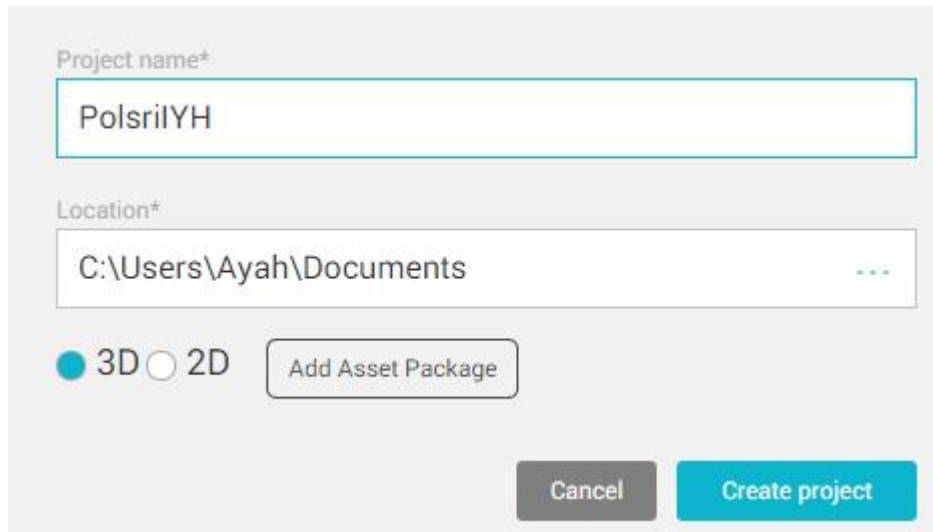 Project name*
PolsriIYH
Location*
C:\Users\Ayah\Documents
...
3D 2D Add Asset Package
Cancel Create project